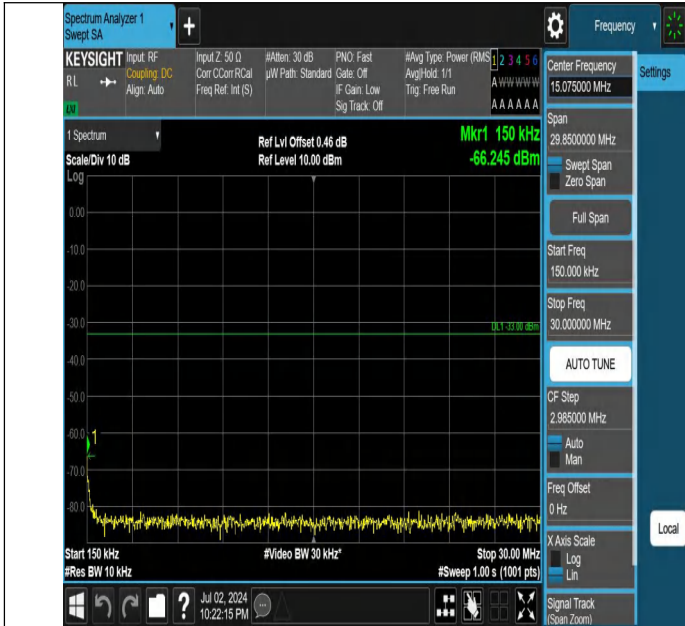 Spectrum Analyzer 1
Swept SA
+
Frequency
KEYSIGHT
RL
Input: RF
Coupling: DC
Align: Auto
Input Z: 50 Ω
Corr CCorr RCal
Freq Ref: Int (S)
#Atten: 30 dB
µW Path: Standard
PNO: Fast
Gate: Off
IF Gain: Low
Sig Track: Off
#Avg Type: Power (RMS
Avg|Hold: 1/1
Trig: Free Run
1 2 3 4 5 6
A W W W W W
A A A A A A
1 Spectrum
Scale/Div 10 dB
Log
Ref Lvl Offset 0.46 dB
Ref Level 10.00 dBm
Mkr1 150 kHz
-66.245 dBm
0.00
-10.0
-20.0
-30.0
DL1 -33.00 dBm
-40.0
-50.0
-60.0
1
-70.0
-80.0
Start 150 kHz
#Res BW 10 kHz
#Video BW 30 kHz*
Stop 30.00 MHz
#Sweep 1.00 s (1001 pts)
Center Frequency
15.075000 MHz
Settings
Span
29.8500000 MHz
Swept Span
Zero Span
Full Span
Start Freq
150.000 kHz
Stop Freq
30.000000 MHz
AUTO TUNE
CF Step
2.985000 MHz
Auto
Man
Freq Offset
0 Hz
X Axis Scale
Log
Lin
Local
Signal Track
(Span Zoom)
?
Jul 02, 2024
10:22:15 PM